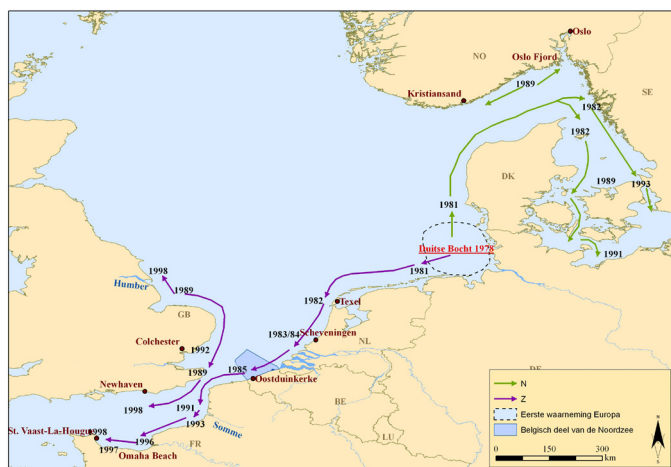 Oslo
NO
Oslo Fjord
Kristiansand
1989
SE
1982
1982
DK
1989
1993
1981
Duitse Bocht 1978
1991
1981
1998
Humber
1989
1982
Texel
GB
1983/84
Scheveningen
Colchester
1992
NL
1989
1985
Newhaven
Oostduinkerke
DE
1998
1991
BE
1993
Somme
LU
St. Vaast-La-Hougue
1998
1996
FR
1997
Omaha Beach
N
Z
Eerste waarneming Europa
Belgisch deel van de Noordzee
0 150 300
km
N